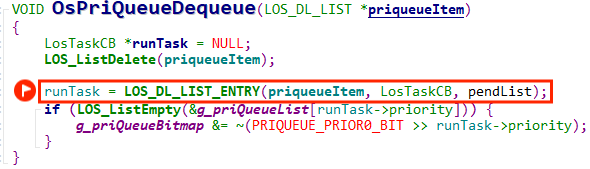 VOID OsPriQueueDequeue(LOS_DL_LIST *priqueueItem)
{
    LosTaskCB *runTask = NULL;
    LOS_ListDelete(priqueueItem);
    runTask = LOS_DL_LIST_ENTRY(priqueueItem, LosTaskCB, pendList);
    if (LOS_ListEmpty(&g_priQueueList[runTask->priority])) {
        g_priQueueBitmap &= ~(PRIQUEUE_PRIOR0_BIT >> runTask->priority);
    }
}